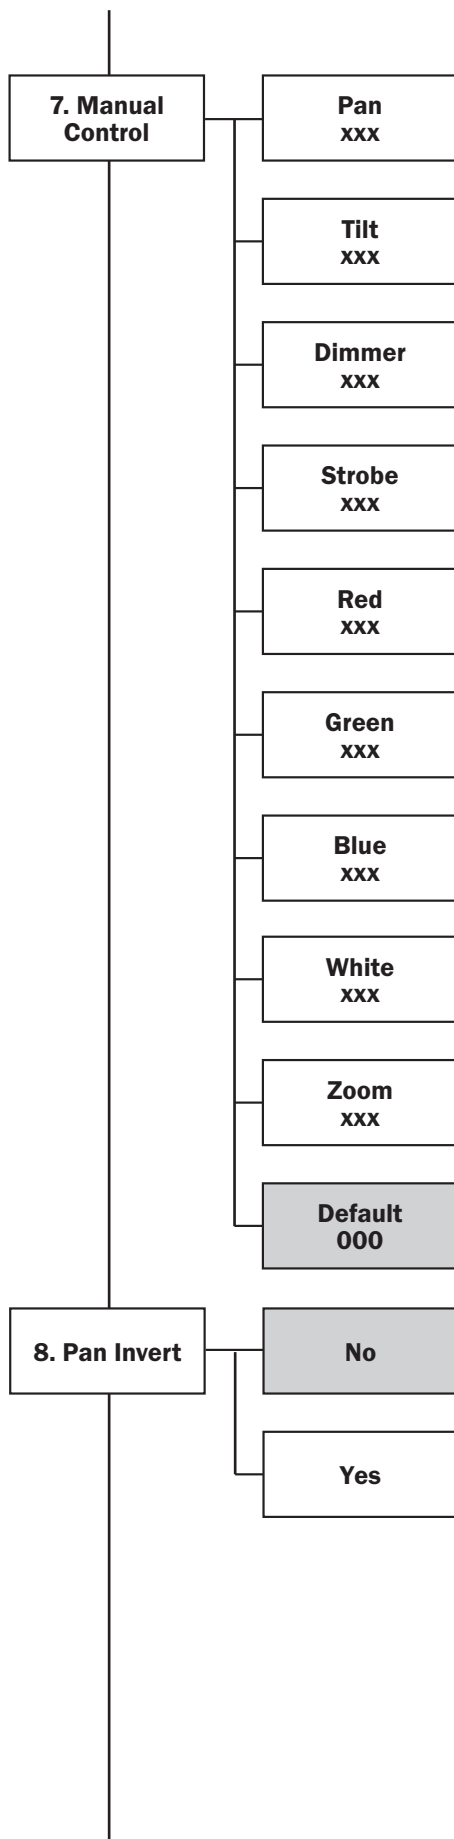 7. Manual
Control
Pan
xxx
Tilt
xxx
Dimmer
xxx
Strobe
xxx
Red
xxx
Green
xxx
Blue
xxx
White
xxx
Zoom
xxx
Default
000
8. Pan Invert
No
Yes